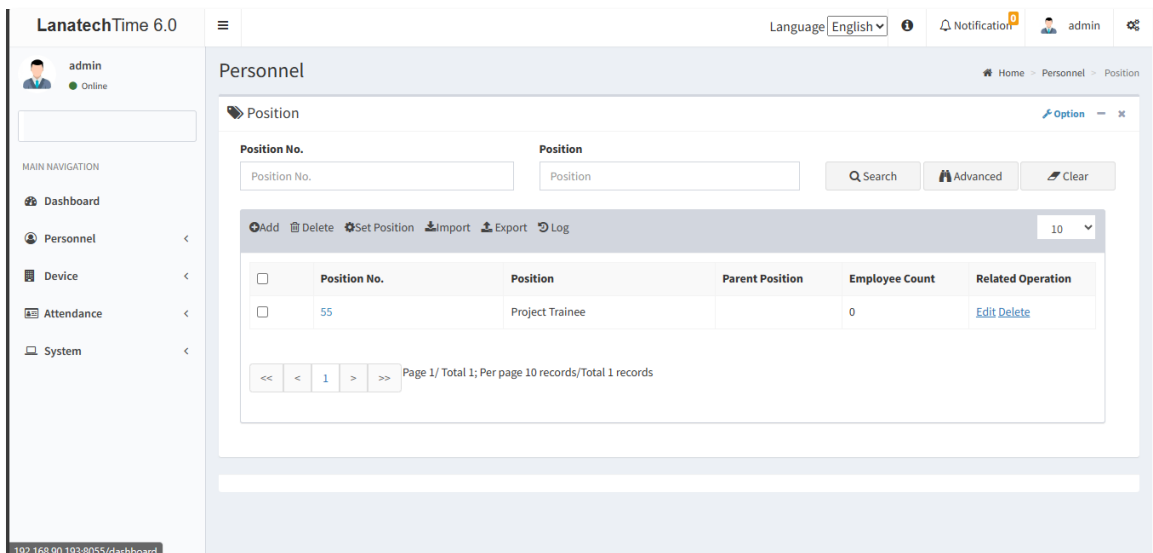 LanatechTime 6.0
Language English
Notification 0
admin
admin
Online
MAIN NAVIGATION
Dashboard
Personnel
Device
Attendance
System
Personnel
Home > Personnel > Position
Position
Option
Position No. Position
Position No. Position Search Advanced Clear
Add Delete Set Position Import Export Log 10
Position No. Position Parent Position Employee Count Related Operation
55 Project Trainee 0 Edit Delete
<< < 1 > >> Page 1/ Total 1; Per page 10 records/Total 1 records
192.168.90.193:8055/dashboard